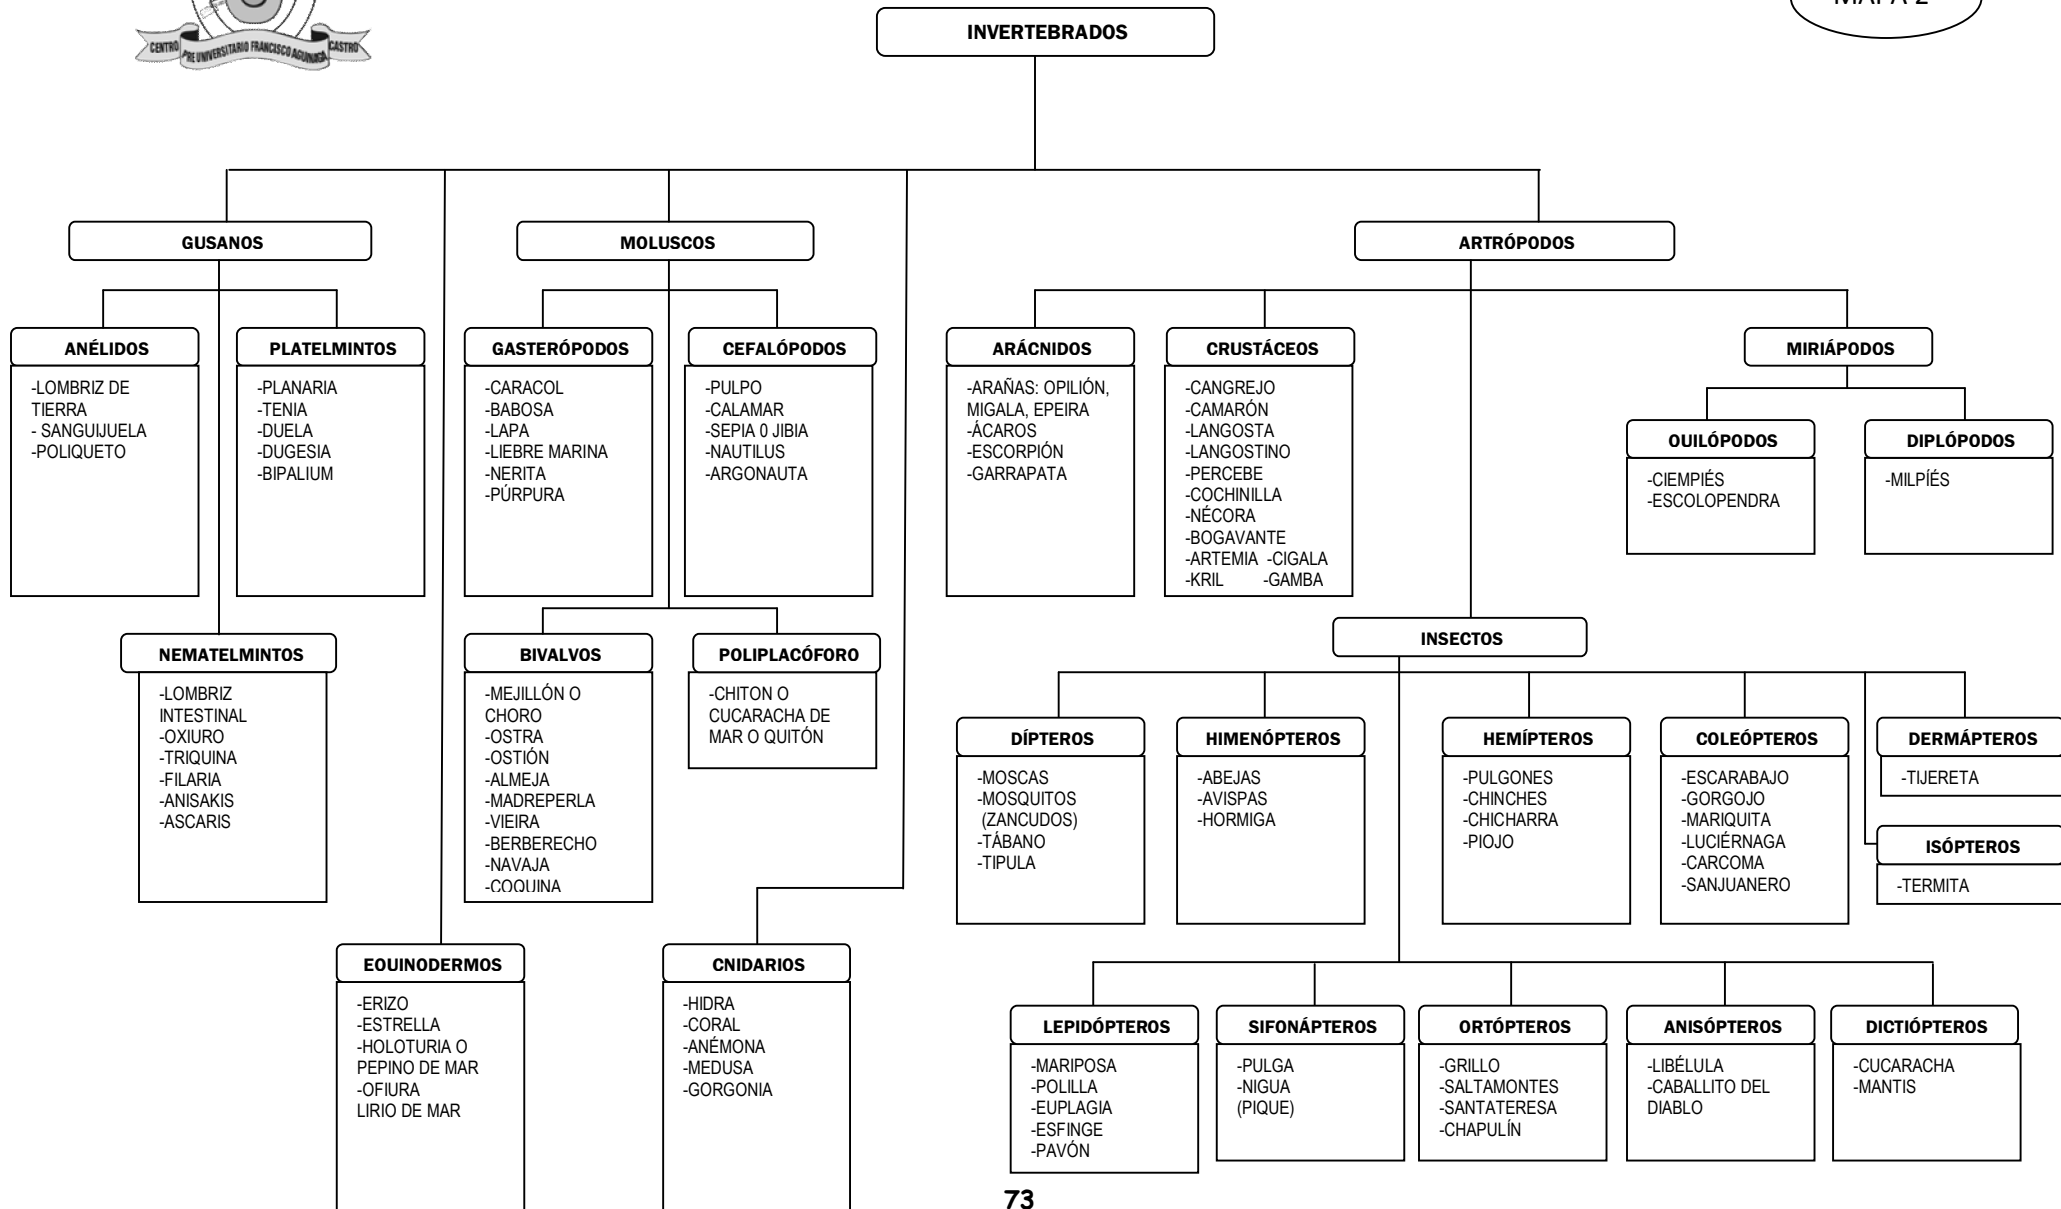 CENTRO PRE UNIVERSITARIO FRANCISCO AGUINAGA CASTRO
MAPA 2
INVERTEBRADOS
GUSANOS
MOLUSCOS
ARTRÓPODOS
ANÉLIDOS
-LOMBRIZ DE
TIERRA
- SANGUIJUELA
-POLIQUETO
PLATELMINTOS
-PLANARIA
-TENIA
-DUELA
-DUGESIA
-BIPALIUM
GASTERÓPODOS
-CARACOL
-BABOSA
-LAPA
-LIEBRE MARINA
-NERITA
-PÚRPURA
CEFALÓPODOS
-PULPO
-CALAMAR
-SEPIA 0 JIBIA
-NAUTILUS
-ARGONAUTA
ARÁCNIDOS
-ARAÑAS: OPILIÓN,
MIGALA, EPEIRA
-ÁCAROS
-ESCORPIÓN
-GARRAPATA
CRUSTÁCEOS
-CANGREJO
-CAMARÓN
-LANGOSTA
-LANGOSTINO
-PERCEBE
-COCHINILLA
-NÉCORA
-BOGAVANTE
-ARTEMIA -CIGALA
-KRIL -GAMBA
MIRIÁPODOS
QUILÓPODOS
-CIEMPIÉS
-ESCOLOPENDRA
DIPLÓPODOS
-MILPÍÉS
NEMATELMINTOS
-LOMBRIZ
INTESTINAL
-OXIURO
-TRIQUINA
-FILARIA
-ANISAKIS
-ASCARIS
BIVALVOS
-MEJILLÓN O
CHORO
-OSTRA
-OSTIÓN
-ALMEJA
-MADREPERLA
-VIEIRA
-BERBERECHO
-NAVAJA
-COQUINA
POLIPLACÓFORO
-CHITON O
CUCARACHA DE
MAR O QUITÓN
INSECTOS
DÍPTEROS
-MOSCAS
-MOSQUITOS
(ZANCUDOS)
-TÁBANO
-TIPULA
HIMENÓPTEROS
-ABEJAS
-AVISPAS
-HORMIGA
HEMÍPTEROS
-PULGONES
-CHINCHES
-CHICHARRA
-PIOJO
COLEÓPTEROS
-ESCARABAJO
-GORGOJO
-MARIQUITA
-LUCIÉRNAGA
-CARCOMA
-SANJUANERO
DERMÁPTEROS
-TIJERETA
ISÓPTEROS
-TERMITA
EQUINODERMOS
-ERIZO
-ESTRELLA
-HOLOTURIA O
PEPINO DE MAR
-OFIURA
LIRIO DE MAR
CNIDARIOS
-HIDRA
-CORAL
-ANÉMONA
-MEDUSA
-GORGONIA
LEPIDÓPTEROS
-MARIPOSA
-POLILLA
-EUPLAGIA
-ESFINGE
-PAVÓN
SIFONÁPTEROS
-PULGA
-NIGUA
(PIQUE)
ORTÓPTEROS
-GRILLO
-SALTAMONTES
-SANTATERESA
-CHAPULÍN
ANISÓPTEROS
-LIBÉLULA
-CABALLITO DEL
DIABLO
DICTIÓPTEROS
-CUCARACHA
-MANTIS
73